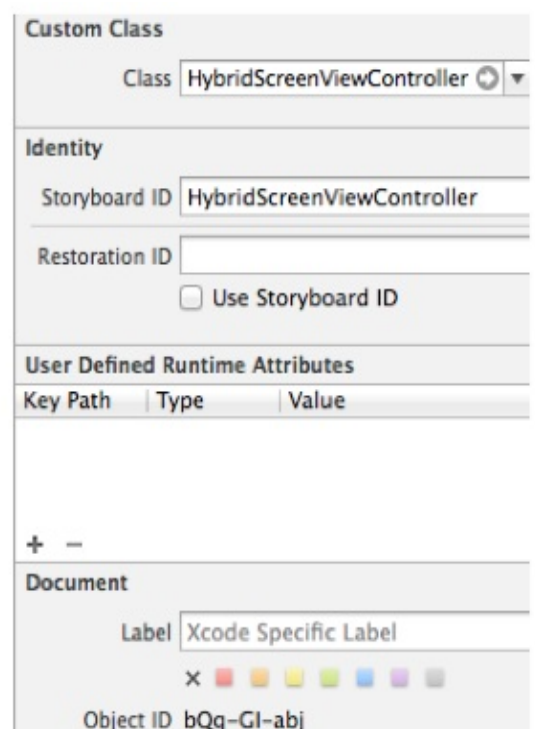 Custom Class
Class HybridScreenViewController
Identity
Storyboard ID HybridScreenViewController
Restoration ID
Use Storyboard ID
User Defined Runtime Attributes
Key Path Type Value
+ −
Document
Label Xcode Specific Label
Object ID bQq-GI-abj